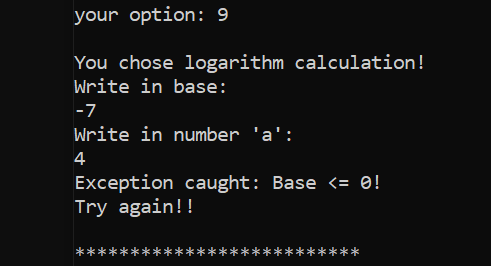 your option: 9
You chose logarithm calculation!
Write in base:
-7
Write in number 'a':
4
Exception caught: Base <= 0!
Try again!!
**************************